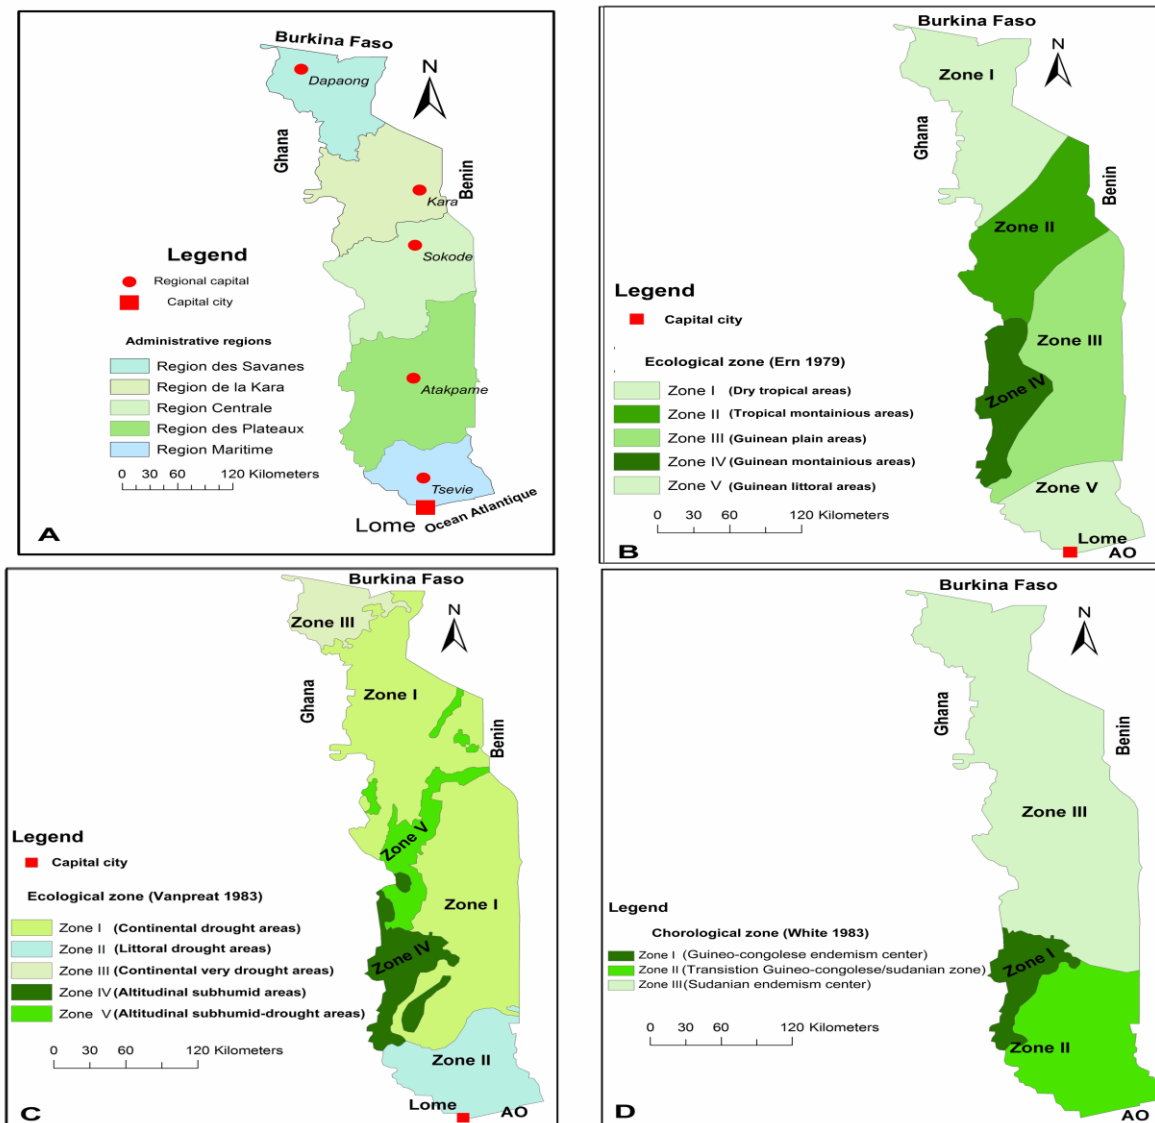 Burkina Faso
N
Dapaong
Ghana
Benin
Kara
Sokode
Legend
Regional capital
Capital city
Administrative regions
Region des Savanes
Region de la Kara
Region Centrale
Region des Plateaux
Region Maritime
0 30 60 120 Kilometers
Atakpame
Tsevie
Lome
Ocean Atlantique
A
Burkina Faso
Zone I
N
Ghana
Benin
Zone II
Legend
Capital city
Zone III
Ecological zone (Ern 1979)
Zone IV
Zone I (Dry tropical areas)
Zone II (Tropical montainious areas)
Zone III (Guinean plain areas)
Zone IV (Guinean montainious areas)
Zone V (Guinean littoral areas)
Zone V
0 30 60 120 Kilometers
Lome
B
AO
Burkina Faso
N
Zone III
Ghana
Zone I
Benin
Legend
Zone V
Capital city
Ecological zone (Vanpreat 1983)
Zone I
Zone I (Continental drought areas)
Zone II (Littoral drought areas)
Zone III (Continental very drought areas)
Zone IV (Altitudinal subhumid areas)
Zone V (Altitudinal subhumid-drought areas)
Zone IV
0 30 60 120 Kilometers
Zone II
Lome
AO
C
Burkina Faso
N
Ghana
Benin
Zone III
Legend
Chorological zone (White 1983)
Zone I (Guineo-congolese endemism center)
Zone II (Transistion Guineo-congolese/sudanian zone)
Zone III (Sudanian endemism center)
Zone I
0 30 60 120 Kilometers
Zone II
D
AO